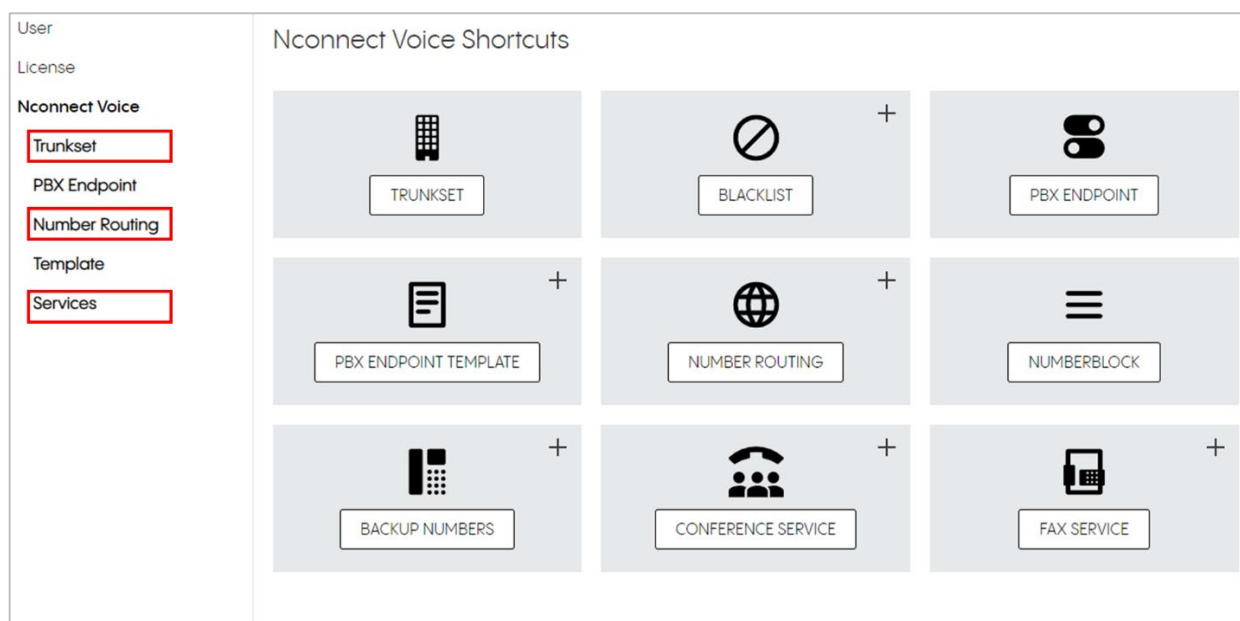 User
License
Nconnect Voice
Trunkset
PBX Endpoint
Number Routing
Template
Services
Nconnect Voice Shortcuts
TRUNKSET
BLACKLIST
PBX ENDPOINT
PBX ENDPOINT TEMPLATE
NUMBER ROUTING
NUMBERBLOCK
BACKUP NUMBERS
CONFERENCE SERVICE
FAX SERVICE